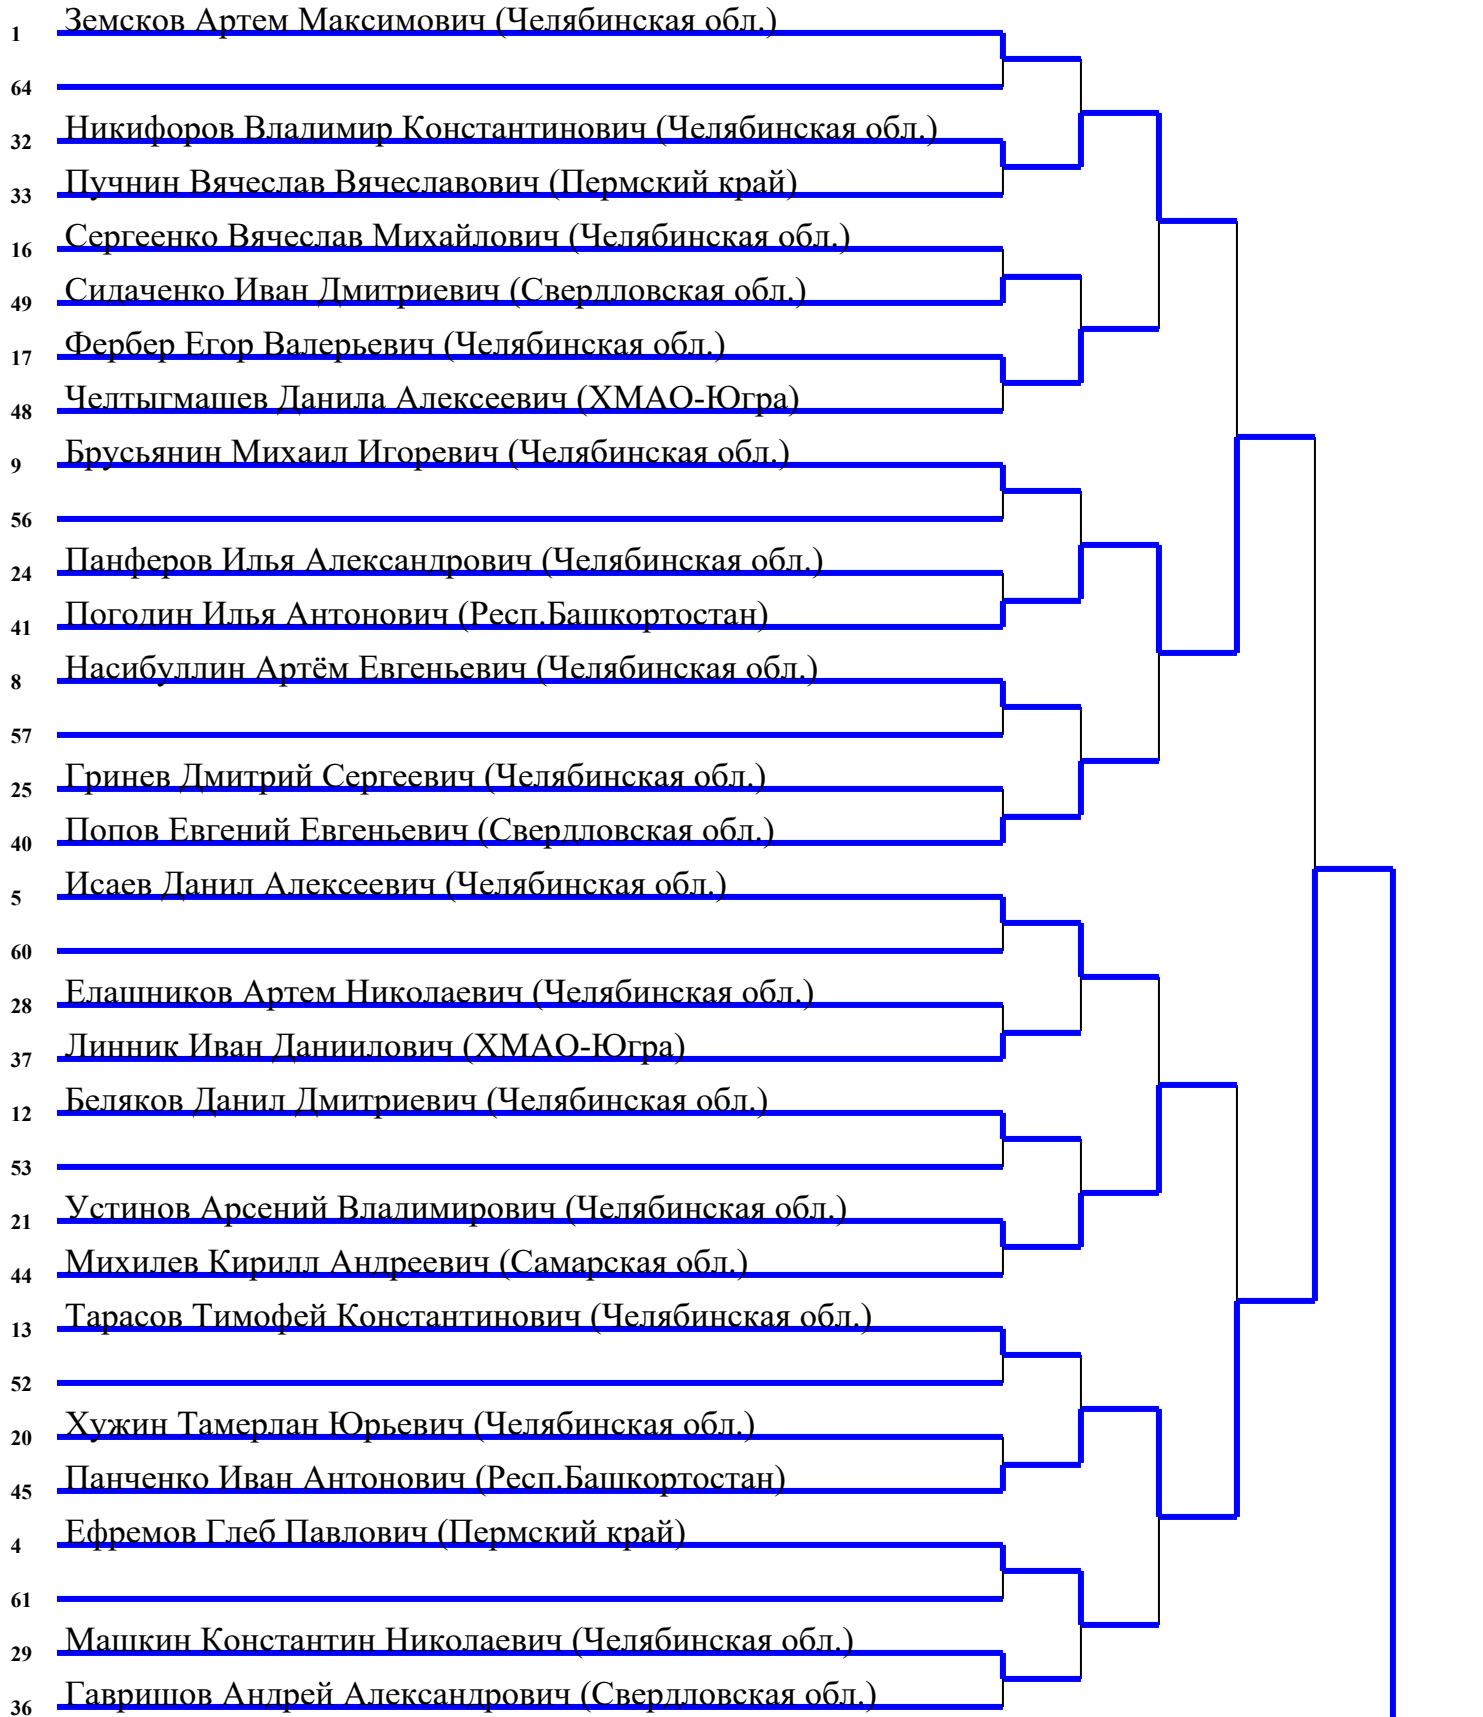 1 Земсков Артем Максимович (Челябинская обл.)
64
32 Никифоров Владимир Константинович (Челябинская обл.)
33 Пучнин Вячеслав Вячеславович (Пермский край)
16 Сергеенко Вячеслав Михайлович (Челябинская обл.)
49 Сидаченко Иван Дмитриевич (Свердловская обл.)
17 Фербер Егор Валерьевич (Челябинская обл.)
48 Челтыгмашев Данила Алексеевич (ХМАО-Югра)
9 Брусьянин Михаил Игоревич (Челябинская обл.)
56
24 Панферов Илья Александрович (Челябинская обл.)
41 Погодин Илья Антонович (Респ.Башкортостан)
8 Насибуллин Артём Евгеньевич (Челябинская обл.)
57
25 Гринев Дмитрий Сергеевич (Челябинская обл.)
40 Попов Евгений Евгеньевич (Свердловская обл.)
5 Исаев Данил Алексеевич (Челябинская обл.)
60
28 Елашников Артем Николаевич (Челябинская обл.)
37 Линник Иван Даниилович (ХМАО-Югра)
12 Беляков Данил Дмитриевич (Челябинская обл.)
53
21 Устинов Арсений Владимирович (Челябинская обл.)
44 Михилев Кирилл Андреевич (Самарская обл.)
13 Тарасов Тимофей Константинович (Челябинская обл.)
52
20 Хужин Тамерлан Юрьевич (Челябинская обл.)
45 Панченко Иван Антонович (Респ.Башкортостан)
4 Ефремов Глеб Павлович (Пермский край)
61
29 Машкин Константин Николаевич (Челябинская обл.)
36 Гавришов Андрей Александрович (Свердловская обл.)